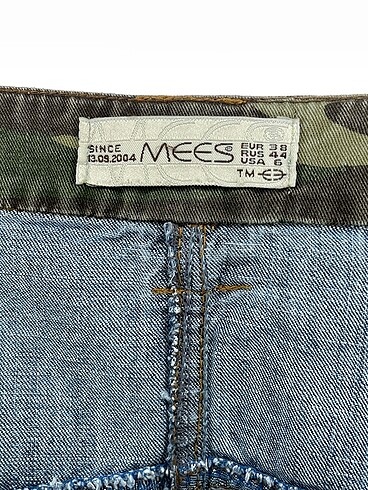 SINCE
13.09.2004
MEES®
EUR 38
RUS 44
USA 6
TM